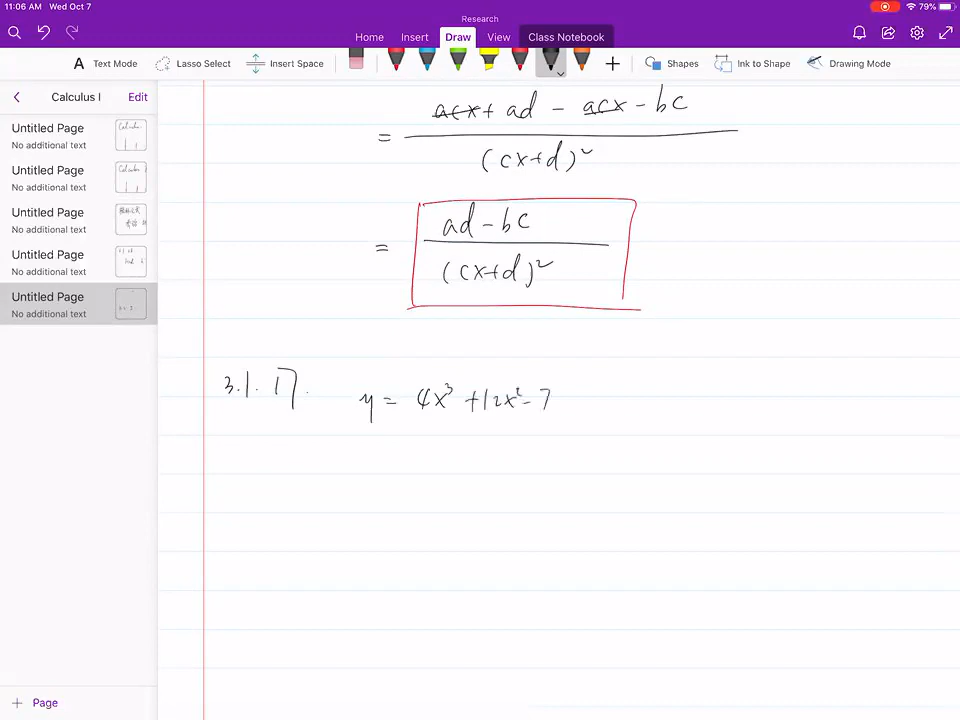 11:06 AM Wed Oct 7
79%
Research
Home Insert Draw View Class Notebook
Text Mode Lasso Select Insert Space Shapes Ink to Shape Drawing Mode
Calculus I Edit
Untitled Page
No additional text
Untitled Page
No additional text
Untitled Page
No additional text
Untitled Page
No additional text
Untitled Page
No additional text
Page
= acx + ad - acx - bc
(cx+d)²
= ad - bc
(cx+d)²
3.1.17. y = 4x³ + 12x² - 7